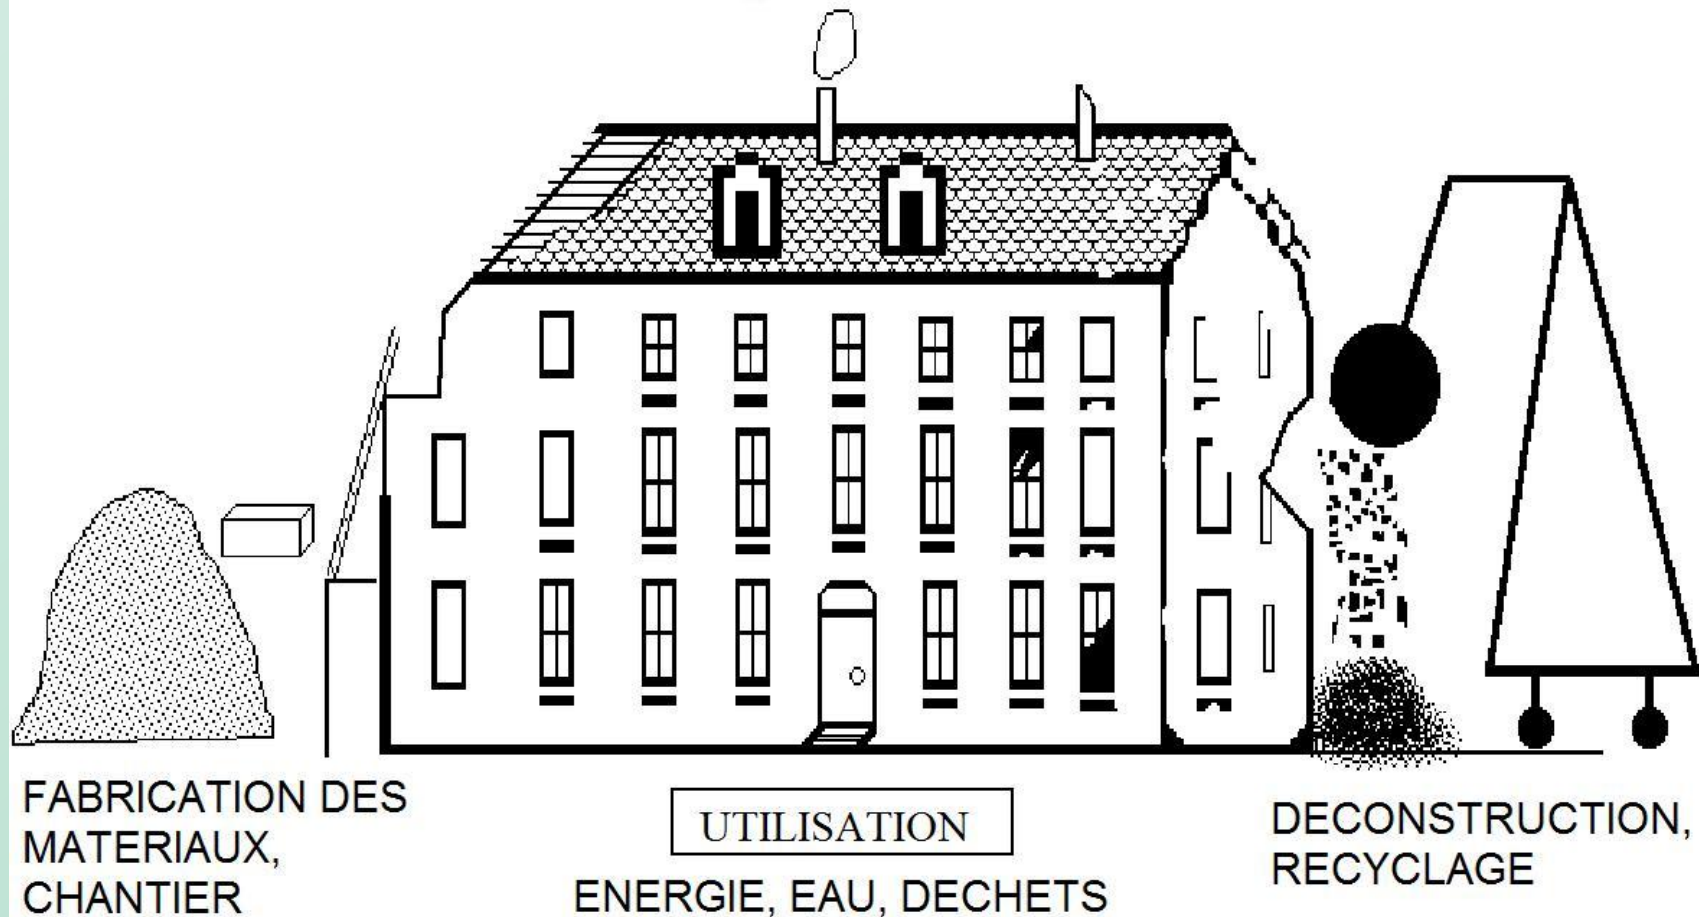 FABRICATION DES
MATERIAUX,
CHANTIER
UTILISATION
ENERGIE, EAU, DECHETS
DECONSTRUCTION,
RECYCLAGE